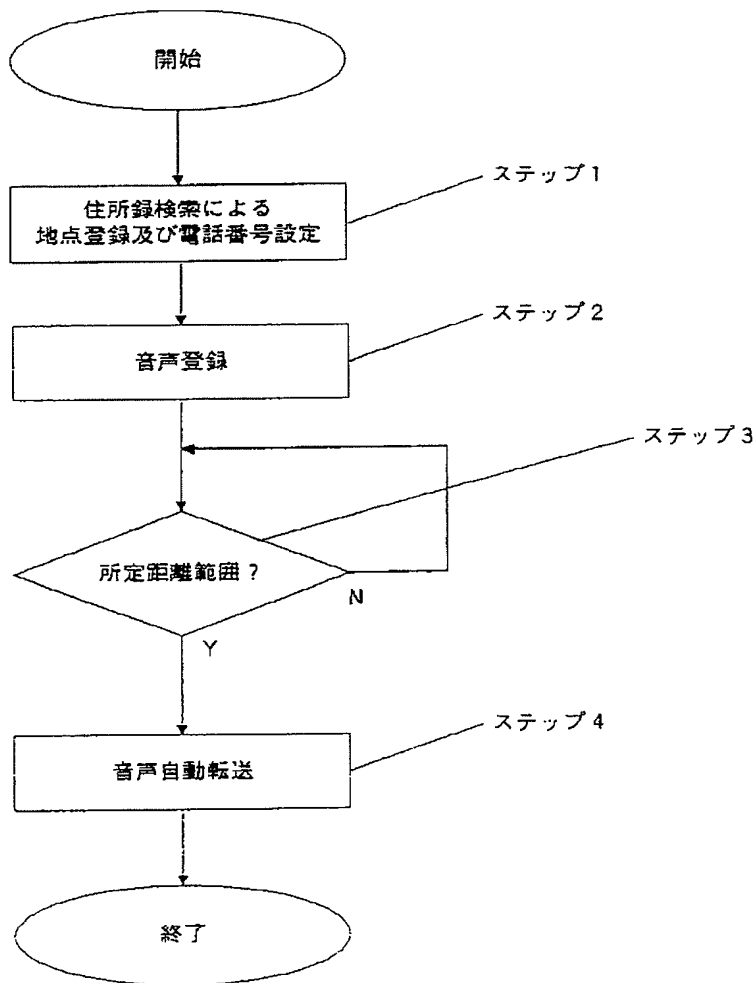 開始
ステップ1
住所録検索による
地点登録及び電話番号設定
ステップ2
音声登録
ステップ3
所定距離範囲？
N
Y
ステップ4
音声自動転送
終了